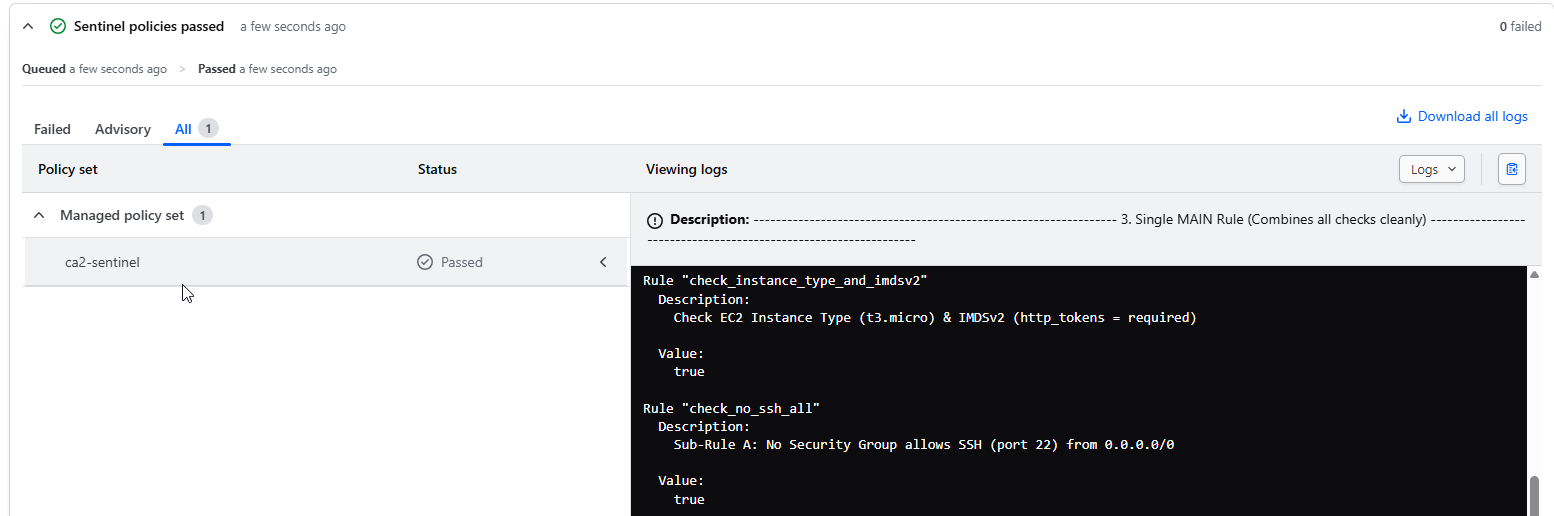 Sentinel policies passed a few seconds ago 0 failed
Queued a few seconds ago > Passed a few seconds ago
Download all logs
Failed Advisory All 1
Policy set Status Viewing logs Logs
Managed policy set 1
Description: ----------------------------------------------------------------- 3. Single MAIN Rule (Combines all checks cleanly) -----------------
------------------------------------------------
ca2-sentinel Passed
Rule "check_instance_type_and_imdsv2"
Description:
Check EC2 Instance Type (t3.micro) & IMDSv2 (http_tokens = required)
Value:
true
Rule "check_no_ssh_all"
Description:
Sub-Rule A: No Security Group allows SSH (port 22) from 0.0.0.0/0
Value:
true